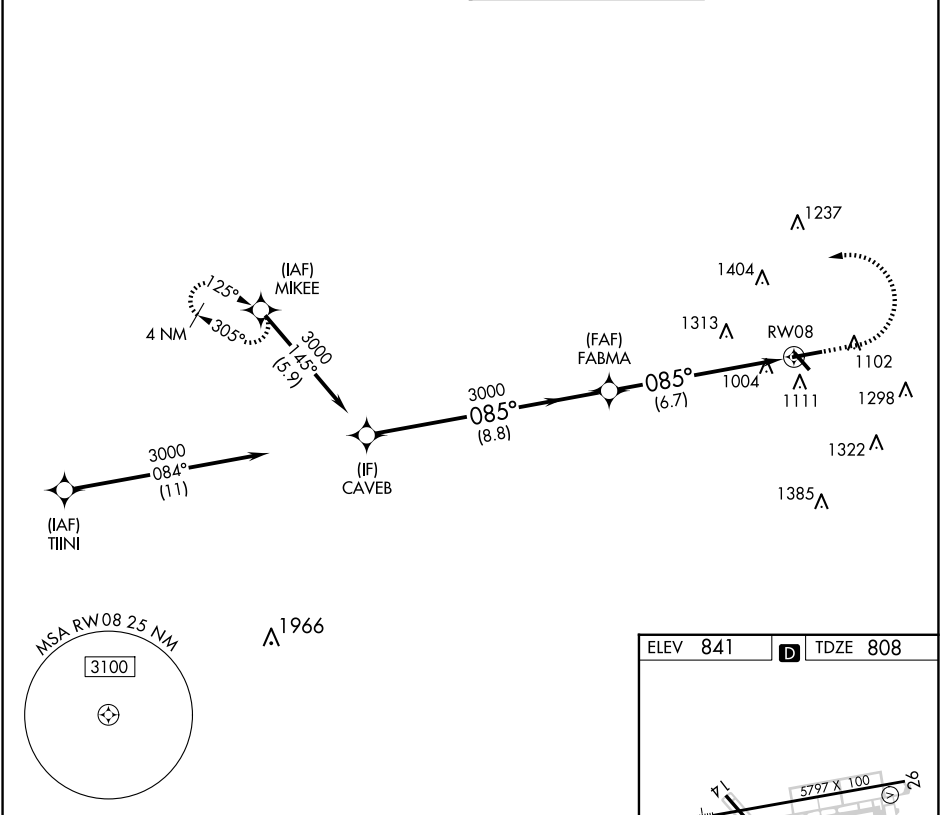 1237
1404
(IAF)
MIKEE
125°
305°
4 NM
3000
145°
(5.9)
1313
RW08
(FAF)
FABMA
1102
1004
1111
1298
085°
(6.7)
3000
085°
(8.8)
1322
3000
084°
(11)
(IF)
CAVEB
1385
(IAF)
TIINI
MSA RW08 25 NM
3100
1966
ELEV 841
D
TDZE 808
14
5797 X 100
26
V